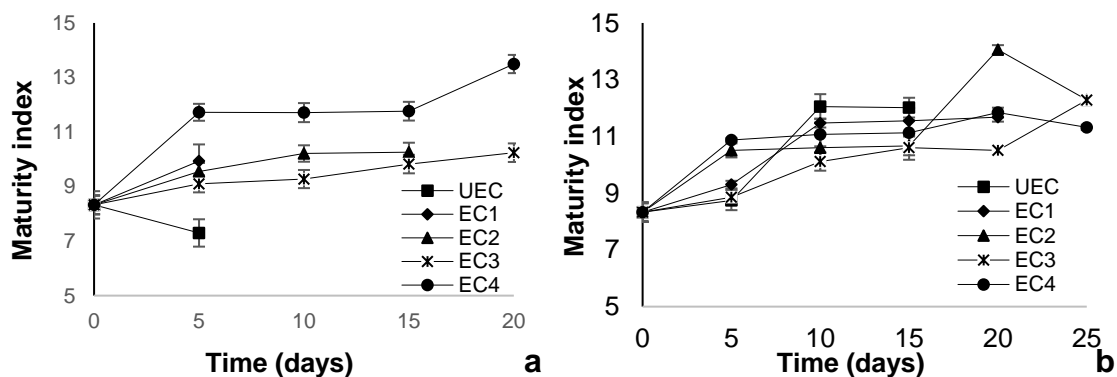 15
13
11
9
7
5
Maturity index
0 5 10 15 20
Time (days)
UEC
EC1
EC2
EC3
EC4
a
15
13
11
9
7
5
Maturity index
0 5 10 15 20 25
Time (days)
UEC
EC1
EC2
EC3
EC4
b